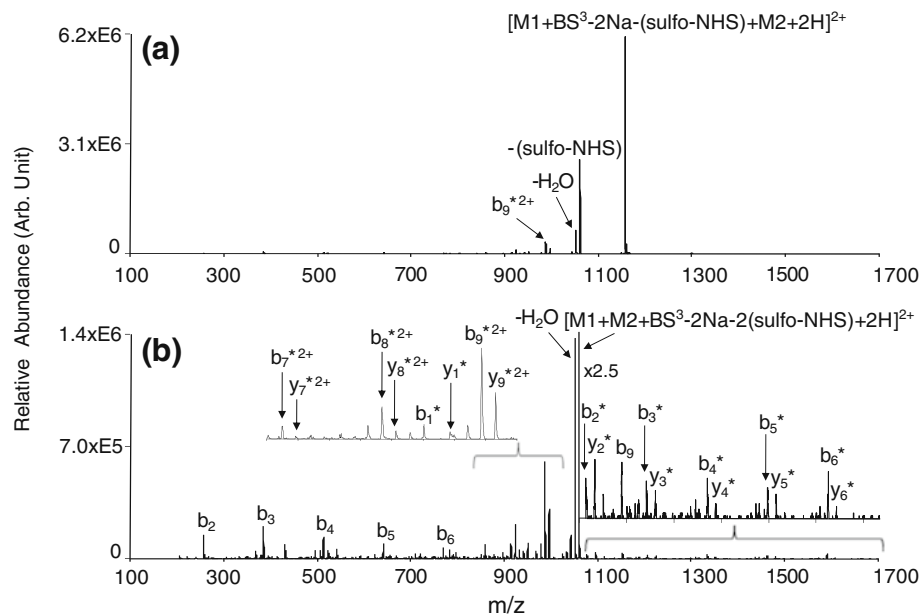 [M1+BS³-2Na-(sulfo-NHS)+M2+2H]²⁺
6.2xE6
(a)
-(sulfo-NHS)
3.1xE6
-H₂O
b₉*²⁺
0
100 300 500 700 900 1100 1300 1500 1700
Relative Abundance (Arb. Unit)
-H₂O [M1+M2+BS³-2Na-2(sulfo-NHS)+2H]²⁺
1.4xE6
(b)
b₈*²⁺ b₉*²⁺
x2.5
b₇*²⁺ y₈*²⁺ y₁* y₉*²⁺
y₇*²⁺ b₁*
b₂* b₃* b₅*
y₂* b₉ b₄* b₆*
y₃* y₄* y₅* y₆*
7.0xE5
b₂ b₃ b₄ b₅ b₆
0
100 300 500 700 900 1100 1300 1500 1700
m/z